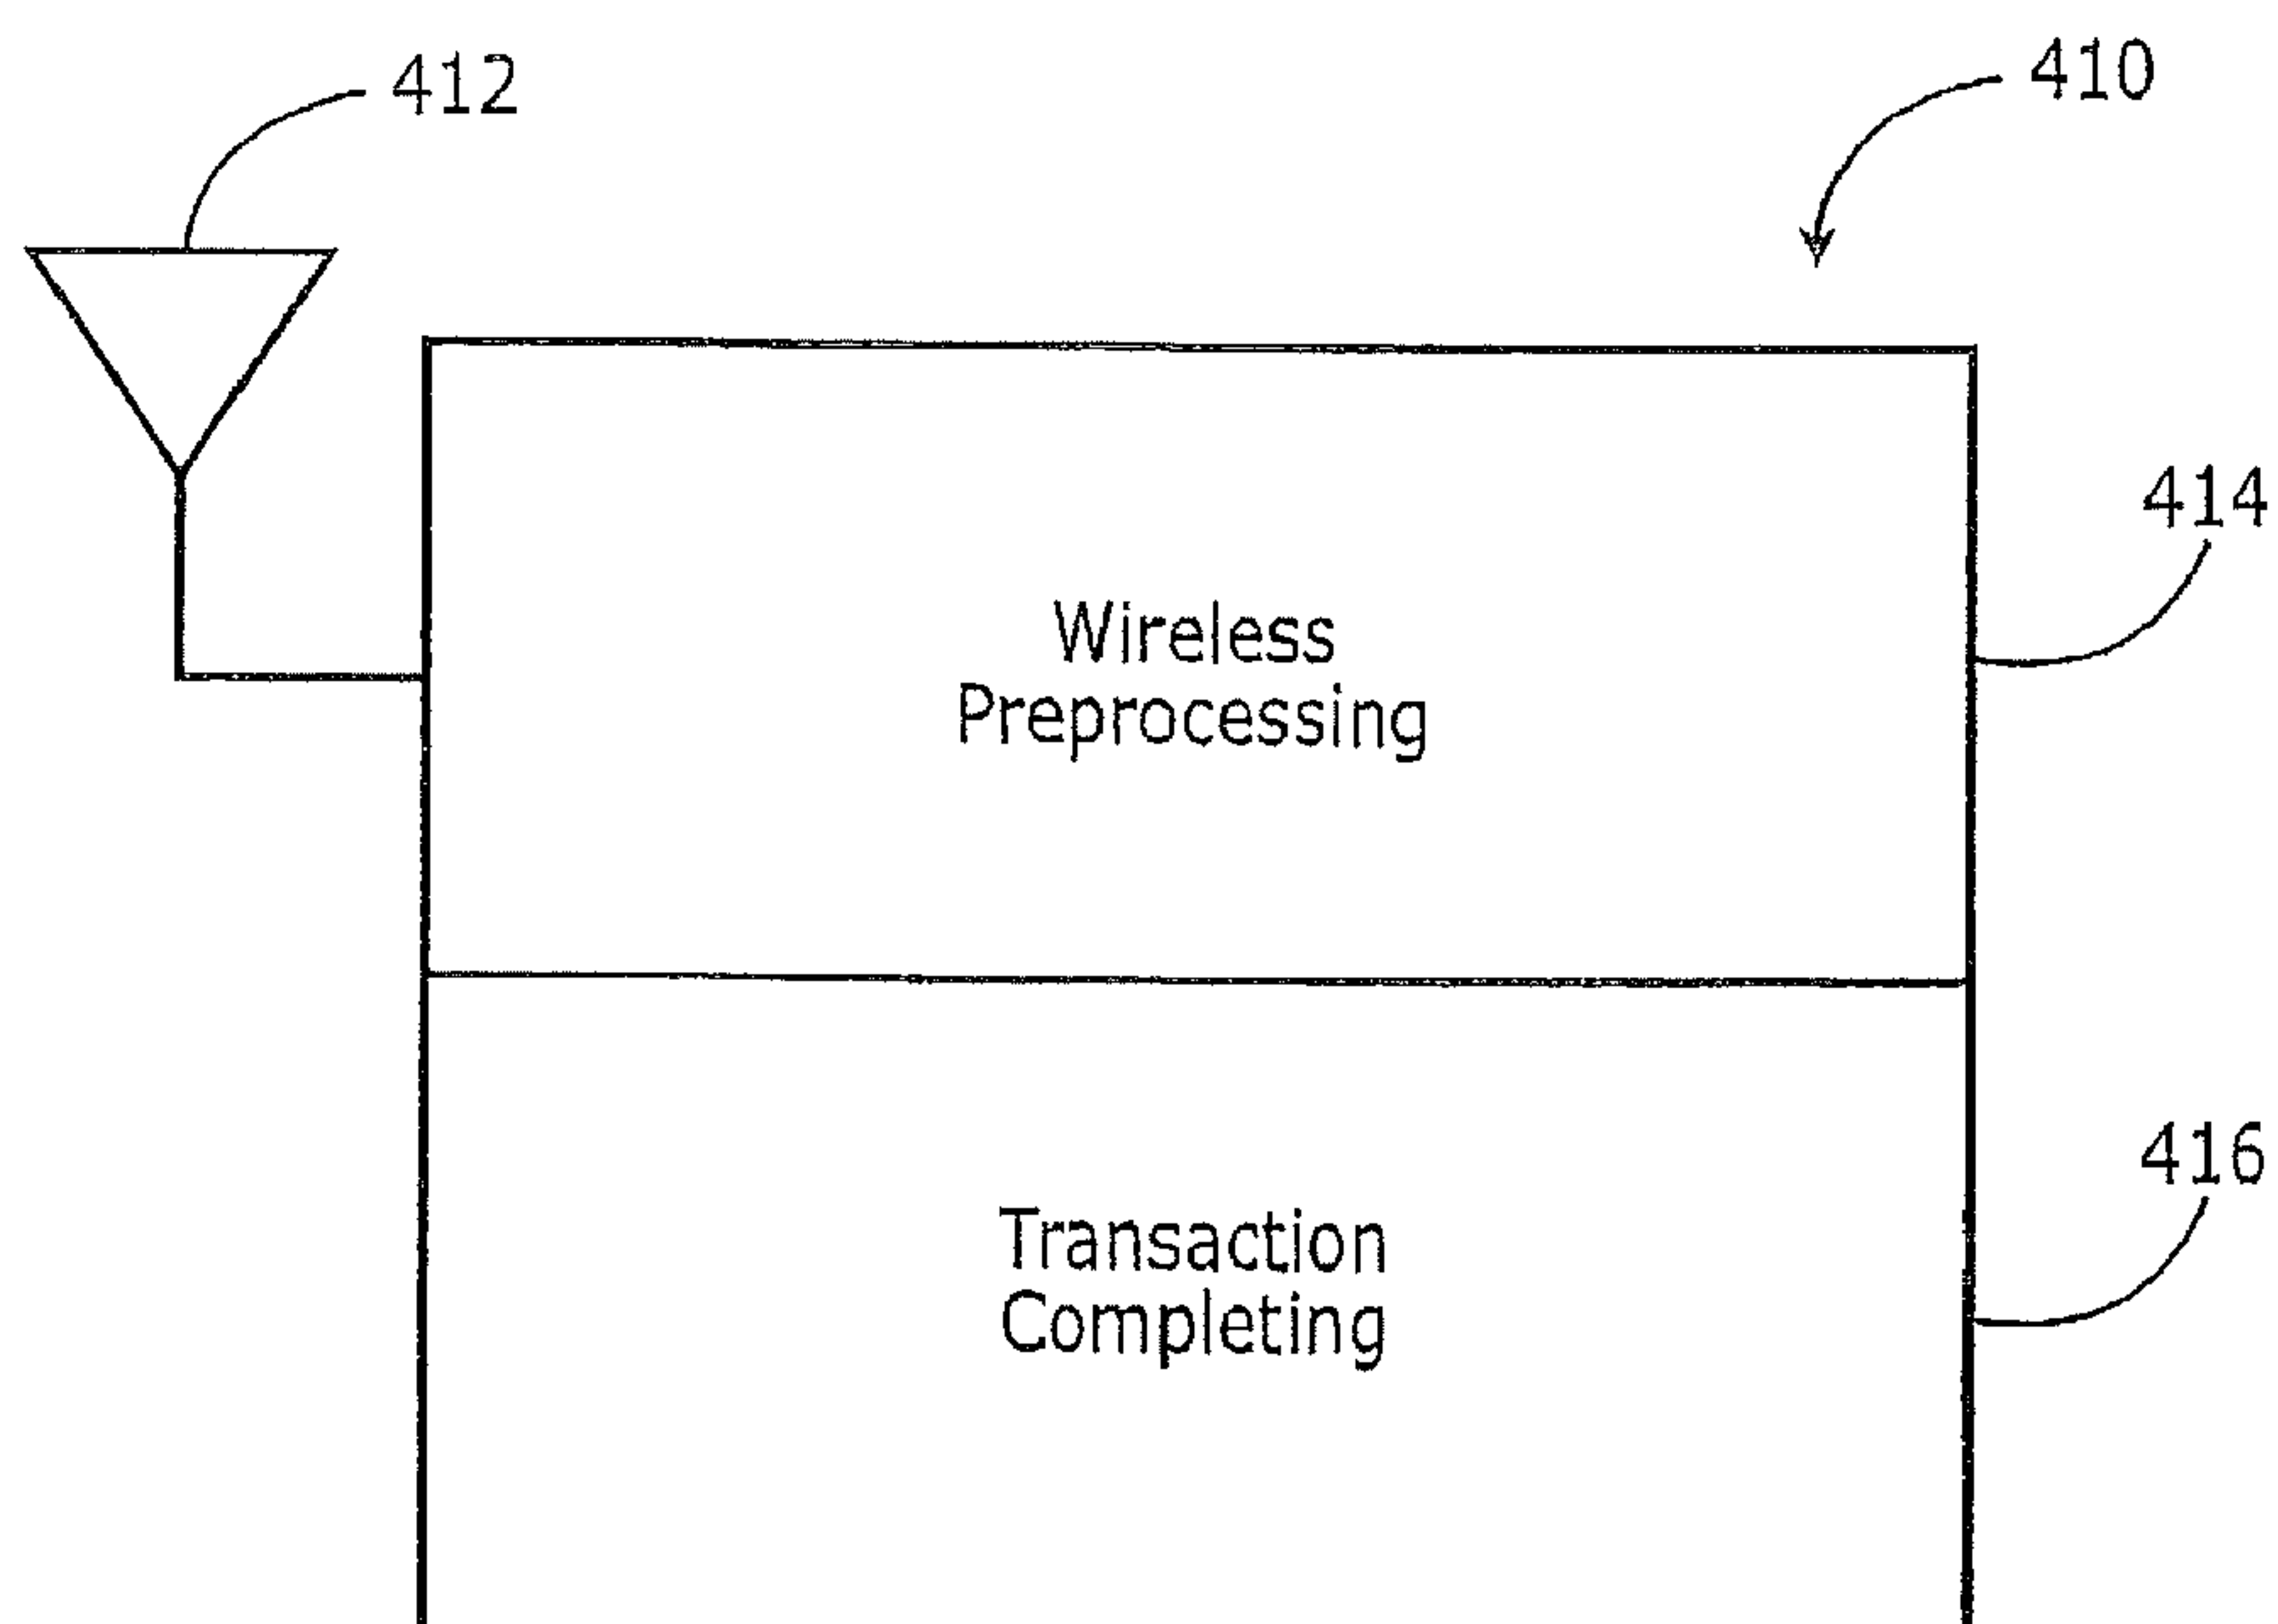 412
410
414
Wireless
Preprocessing
416
Transaction
Completing